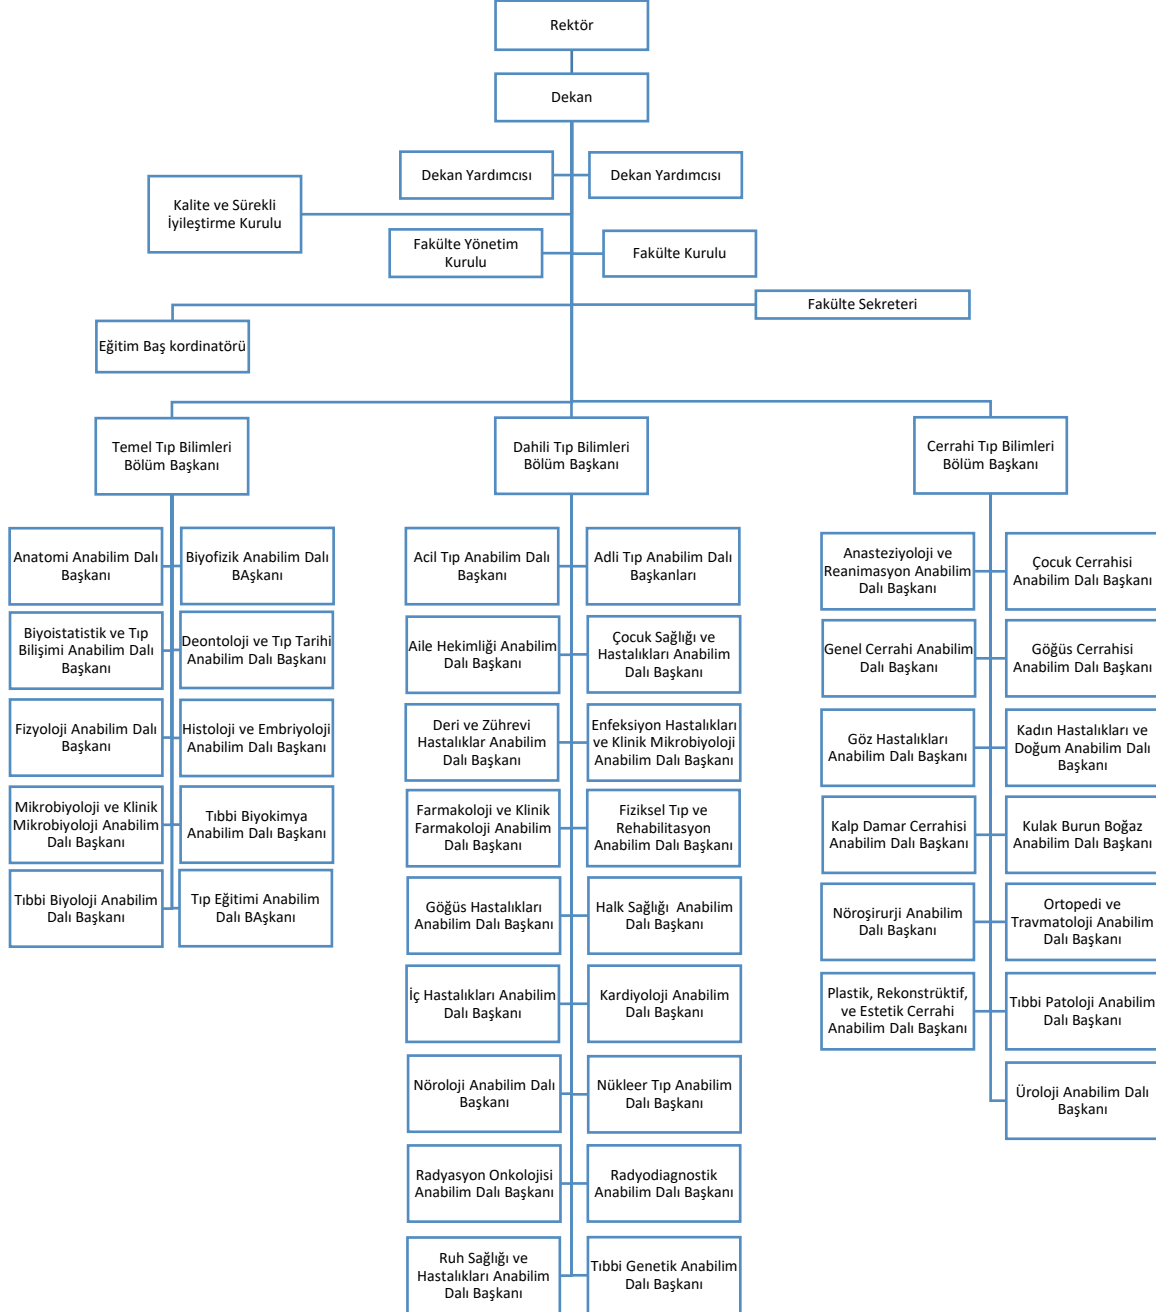 Rektör
Dekan
Dekan Yardımcısı
Dekan Yardımcısı
Kalite ve Sürekli
İyileştirme Kurulu
Fakülte Yönetim
Kurulu
Fakülte Kurulu
Fakülte Sekreteri
Eğitim Baş kordinatörü
Temel Tıp Bilimleri
Bölüm Başkanı
Dahili Tıp Bilimleri
Bölüm Başkanı
Cerrahi Tıp Bilimleri
Bölüm Başkanı
Anatomi Anabilim Dalı
Başkanı
Biyofizik Anabilim Dalı
BAşkanı
Biyoistatistik ve Tıp
Bilişimi Anabilim Dalı
Başkanı
Deontoloji ve Tıp Tarihi
Anabilim Dalı Başkanı
Fizyoloji Anabilim Dalı
Başkanı
Histoloji ve Embriyoloji
Anabilim Dalı Başkanı
Mikrobiyoloji ve Klinik
Mikrobiyoloji Anabilim
Dalı Başkanı
Tıbbi Biyokimya
Anabilim Dalı Başkanı
Tıbbi Biyoloji Anabilim
Dalı Başkanı
Tıp Eğitimi Anabilim
Dalı BAşkanı
Acil Tıp Anabilim Dalı
Başkanı
Adli Tıp Anabilim Dalı
Başkanları
Aile Hekimliği Anabilim
Dalı Başkanı
Çocuk Sağlığı ve
Hastalıkları Anabilim
Dalı Başkanı
Deri ve Zührevi
Hastalıklar Anabilim
Dalı Başkanı
Enfeksiyon Hastalıkları
ve Klinik Mikrobiyoloji
Anabilim Dalı Başkanı
Farmakoloji ve Klinik
Farmakoloji Anabilim
Dalı Başkanı
Fiziksel Tıp ve
Rehabilitasyon
Anabilim Dalı Başkanı
Göğüs Hastalıkları
Anabilim Dalı Başkanı
Halk Sağlığı Anabilim
Dalı Başkanı
İç Hastalıkları Anabilim
Dalı Başkanı
Kardiyoloji Anabilim
Dalı Başkanı
Nöroloji Anabilim Dalı
Başkanı
Nükleer Tıp Anabilim
Dalı Başkanı
Radyasyon Onkolojisi
Anabilim Dalı Başkanı
Radyodiagnostik
Anabilim Dalı Başkanı
Ruh Sağlığı ve
Hastalıkları Anabilim
Dalı Başkanı
Tıbbi Genetik Anabilim
Dalı Başkanı
Anasteziyoloji ve
Reanimasyon Anabilim
Dalı Başkanı
Çocuk Cerrahisi
Anabilim Dalı Başkanı
Genel Cerrahi Anabilim
Dalı Başkanı
Göğüs Cerrahisi
Anabilim Dalı Başkanı
Göz Hastalıkları
Anabilim Dalı Başkanı
Kadın Hastalıkları ve
Doğum Anabilim Dalı
Başkanı
Kalp Damar Cerrahisi
Anabilim Dalı Başkanı
Kulak Burun Boğaz
Anabilim Dalı Başkanı
Nöroşirurji Anabilim
Dalı Başkanı
Ortopedi ve
Travmatoloji Anabilim
Dalı Başkanı
Plastik, Rekonstrüktif,
ve Estetik Cerrahi
Anabilim Dalı Başkanı
Tıbbi Patoloji Anabilim
Dalı Başkanı
Üroloji Anabilim Dalı
Başkanı